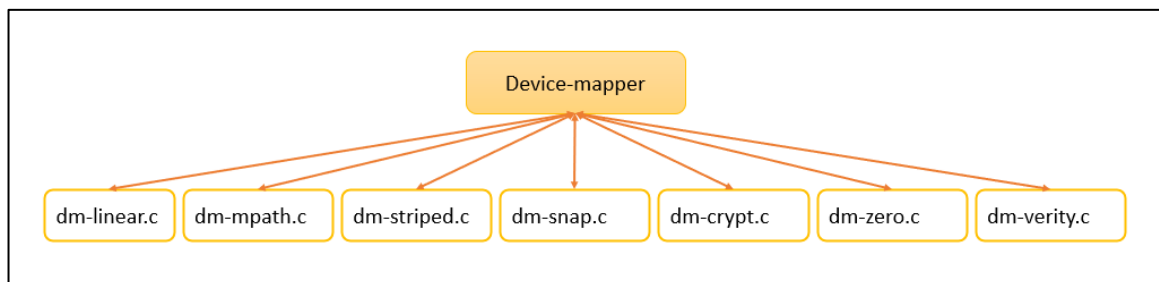 Device-mapper
dm-linear.c
dm-mpath.c
dm-striped.c
dm-snap.c
dm-crypt.c
dm-zero.c
dm-verity.c